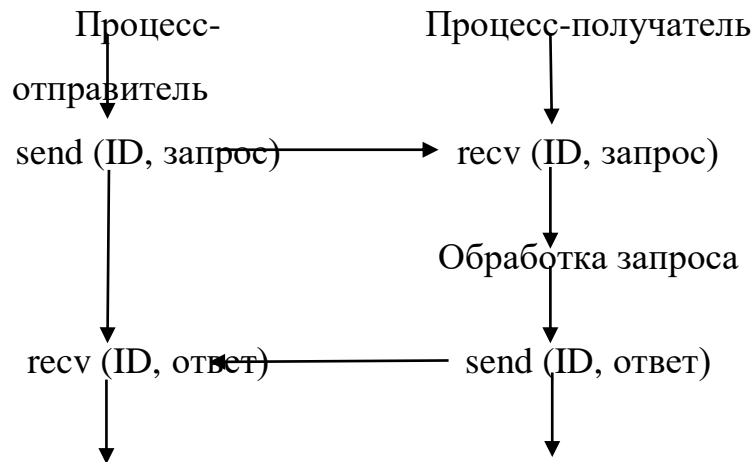 Процесс- Процесс-получатель
отправитель
send (ID, запрос) recv (ID, запрос)
Обработка запроса
recv (ID, ответ) send (ID, ответ)